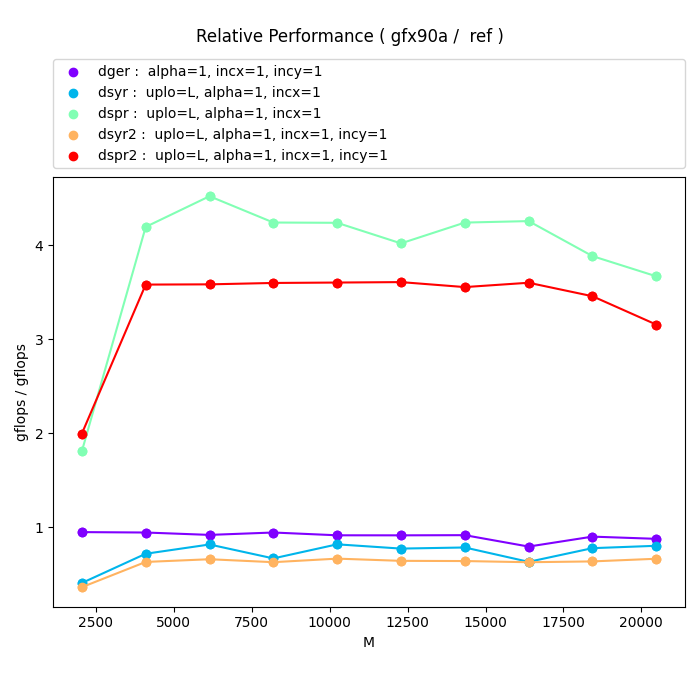 Relative Performance ( gfx90a /  ref )
dger :  alpha=1, incx=1, incy=1
dsyr :  uplo=L, alpha=1, incx=1
dspr :  uplo=L, alpha=1, incx=1
dsyr2 :  uplo=L, alpha=1, incx=1, incy=1
dspr2 :  uplo=L, alpha=1, incx=1, incy=1
gflops / gflops
4
3
2
1
2500 5000 7500 10000 12500 15000 17500 20000
M